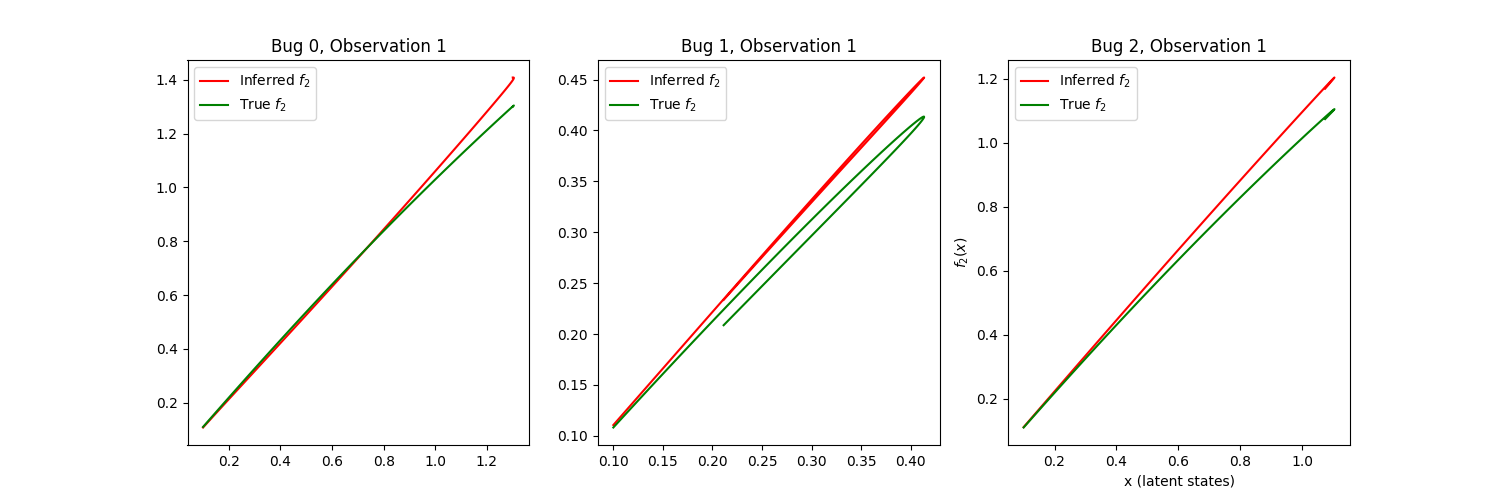 Bug 0, Observation 1
Inferred f₂
True f₂
1.4
1.2
1.0
0.8
0.6
0.4
0.2
0.2 0.4 0.6 0.8 1.0 1.2
Bug 1, Observation 1
Inferred f₂
True f₂
0.45
0.40
0.35
0.30
0.25
0.20
0.15
0.10
0.10 0.15 0.20 0.25 0.30 0.35 0.40
Bug 2, Observation 1
Inferred f₂
True f₂
1.2
1.0
0.8
0.6
0.4
0.2
f₂(x)
0.2 0.4 0.6 0.8 1.0
x (latent states)